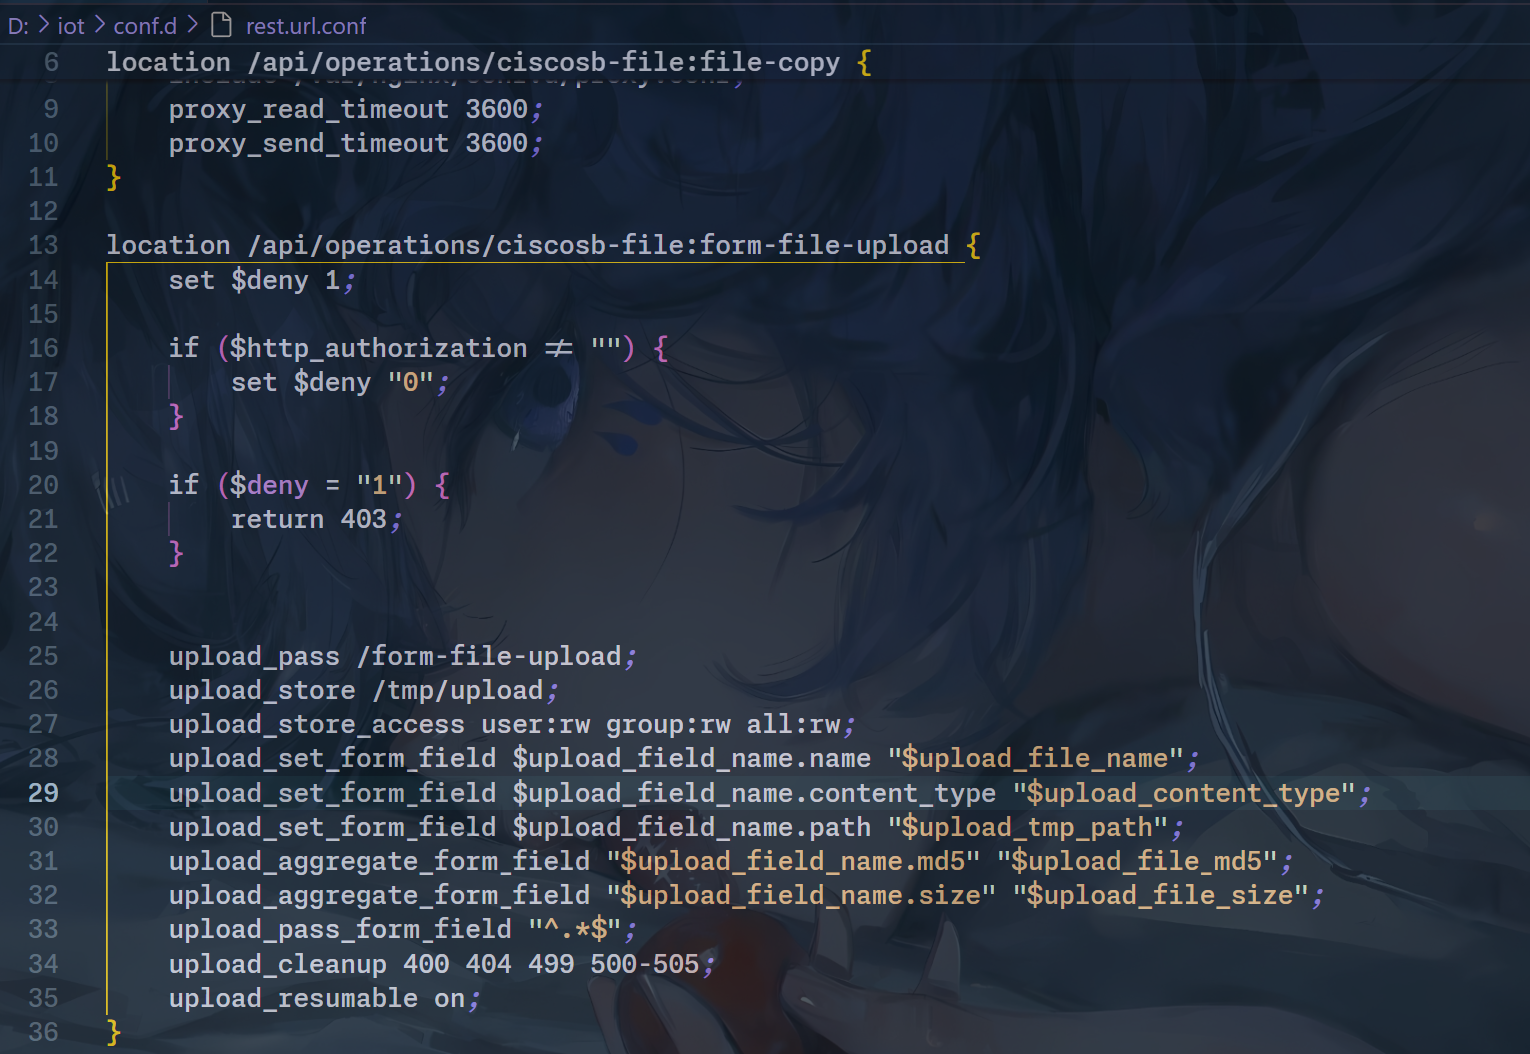 D: > iot > conf.d > rest.url.conf
6 location /api/operations/ciscosb-file:file-copy {
9 proxy_read_timeout 3600;
10 proxy_send_timeout 3600;
11 }
12
13 location /api/operations/ciscosb-file:form-file-upload {
14 set $deny 1;
15
16 if ($http_authorization != "") {
17 set $deny "0";
18 }
19
20 if ($deny = "1") {
21 return 403;
22 }
23
24
25 upload_pass /form-file-upload;
26 upload_store /tmp/upload;
27 upload_store_access user:rw group:rw all:rw;
28 upload_set_form_field $upload_field_name.name "$upload_file_name";
29 upload_set_form_field $upload_field_name.content_type "$upload_content_type";
30 upload_set_form_field $upload_field_name.path "$upload_tmp_path";
31 upload_aggregate_form_field "$upload_field_name.md5" "$upload_file_md5";
32 upload_aggregate_form_field "$upload_field_name.size" "$upload_file_size";
33 upload_pass_form_field "^.*$";
34 upload_cleanup 400 404 499 500-505;
35 upload_resumable on;
36 }